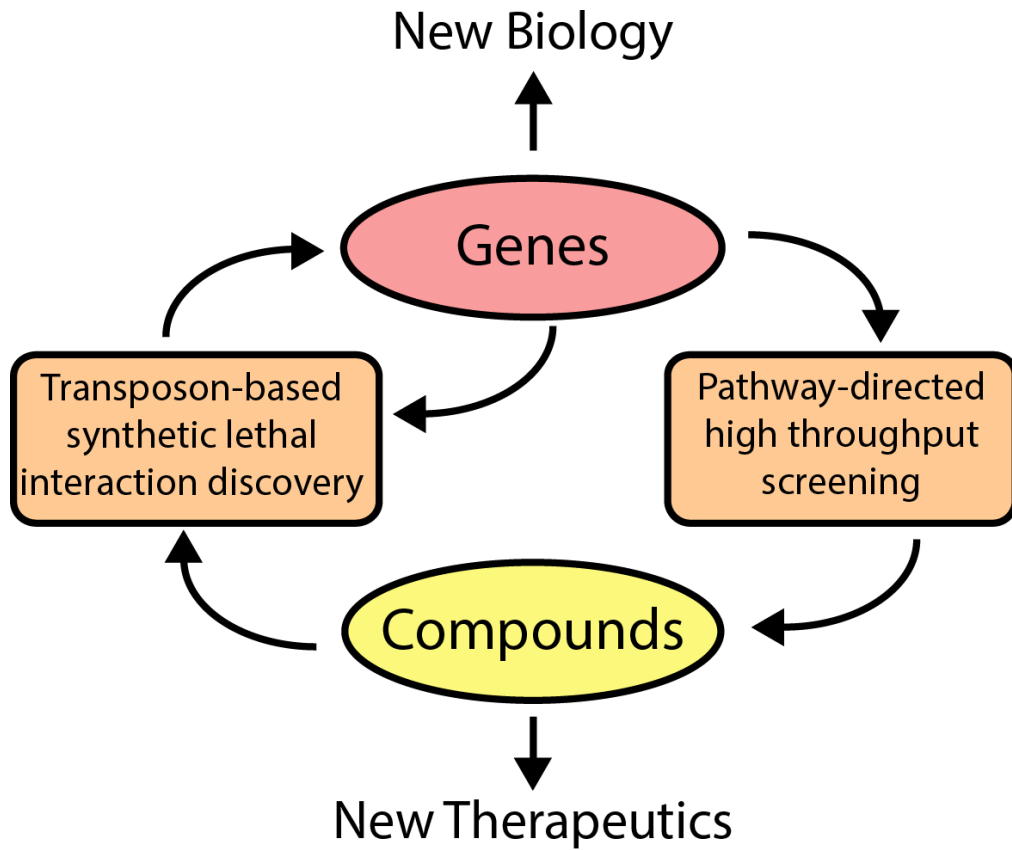 New Biology
Genes
Transposon-based
synthetic lethal
interaction discovery
Pathway-directed
high throughput
screening
Compounds
New Therapeutics